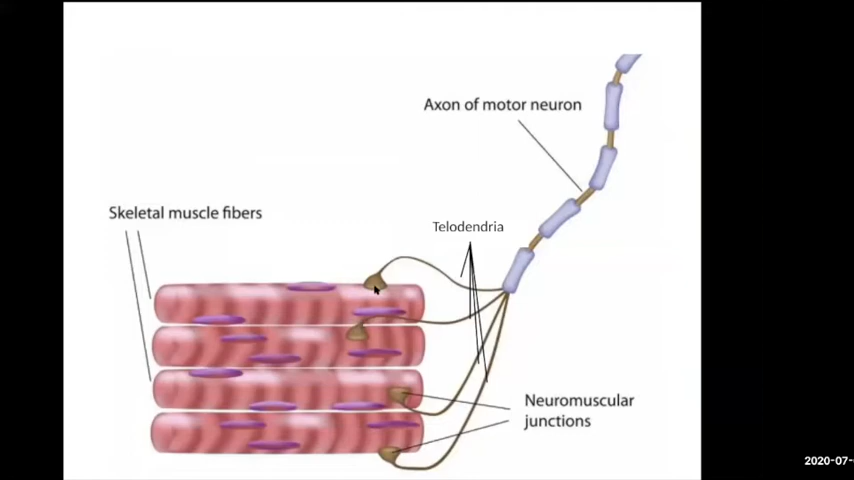 Axon of motor neuron
Skeletal muscle fibers
Telodendria
Neuromuscular
junctions
2020-07-